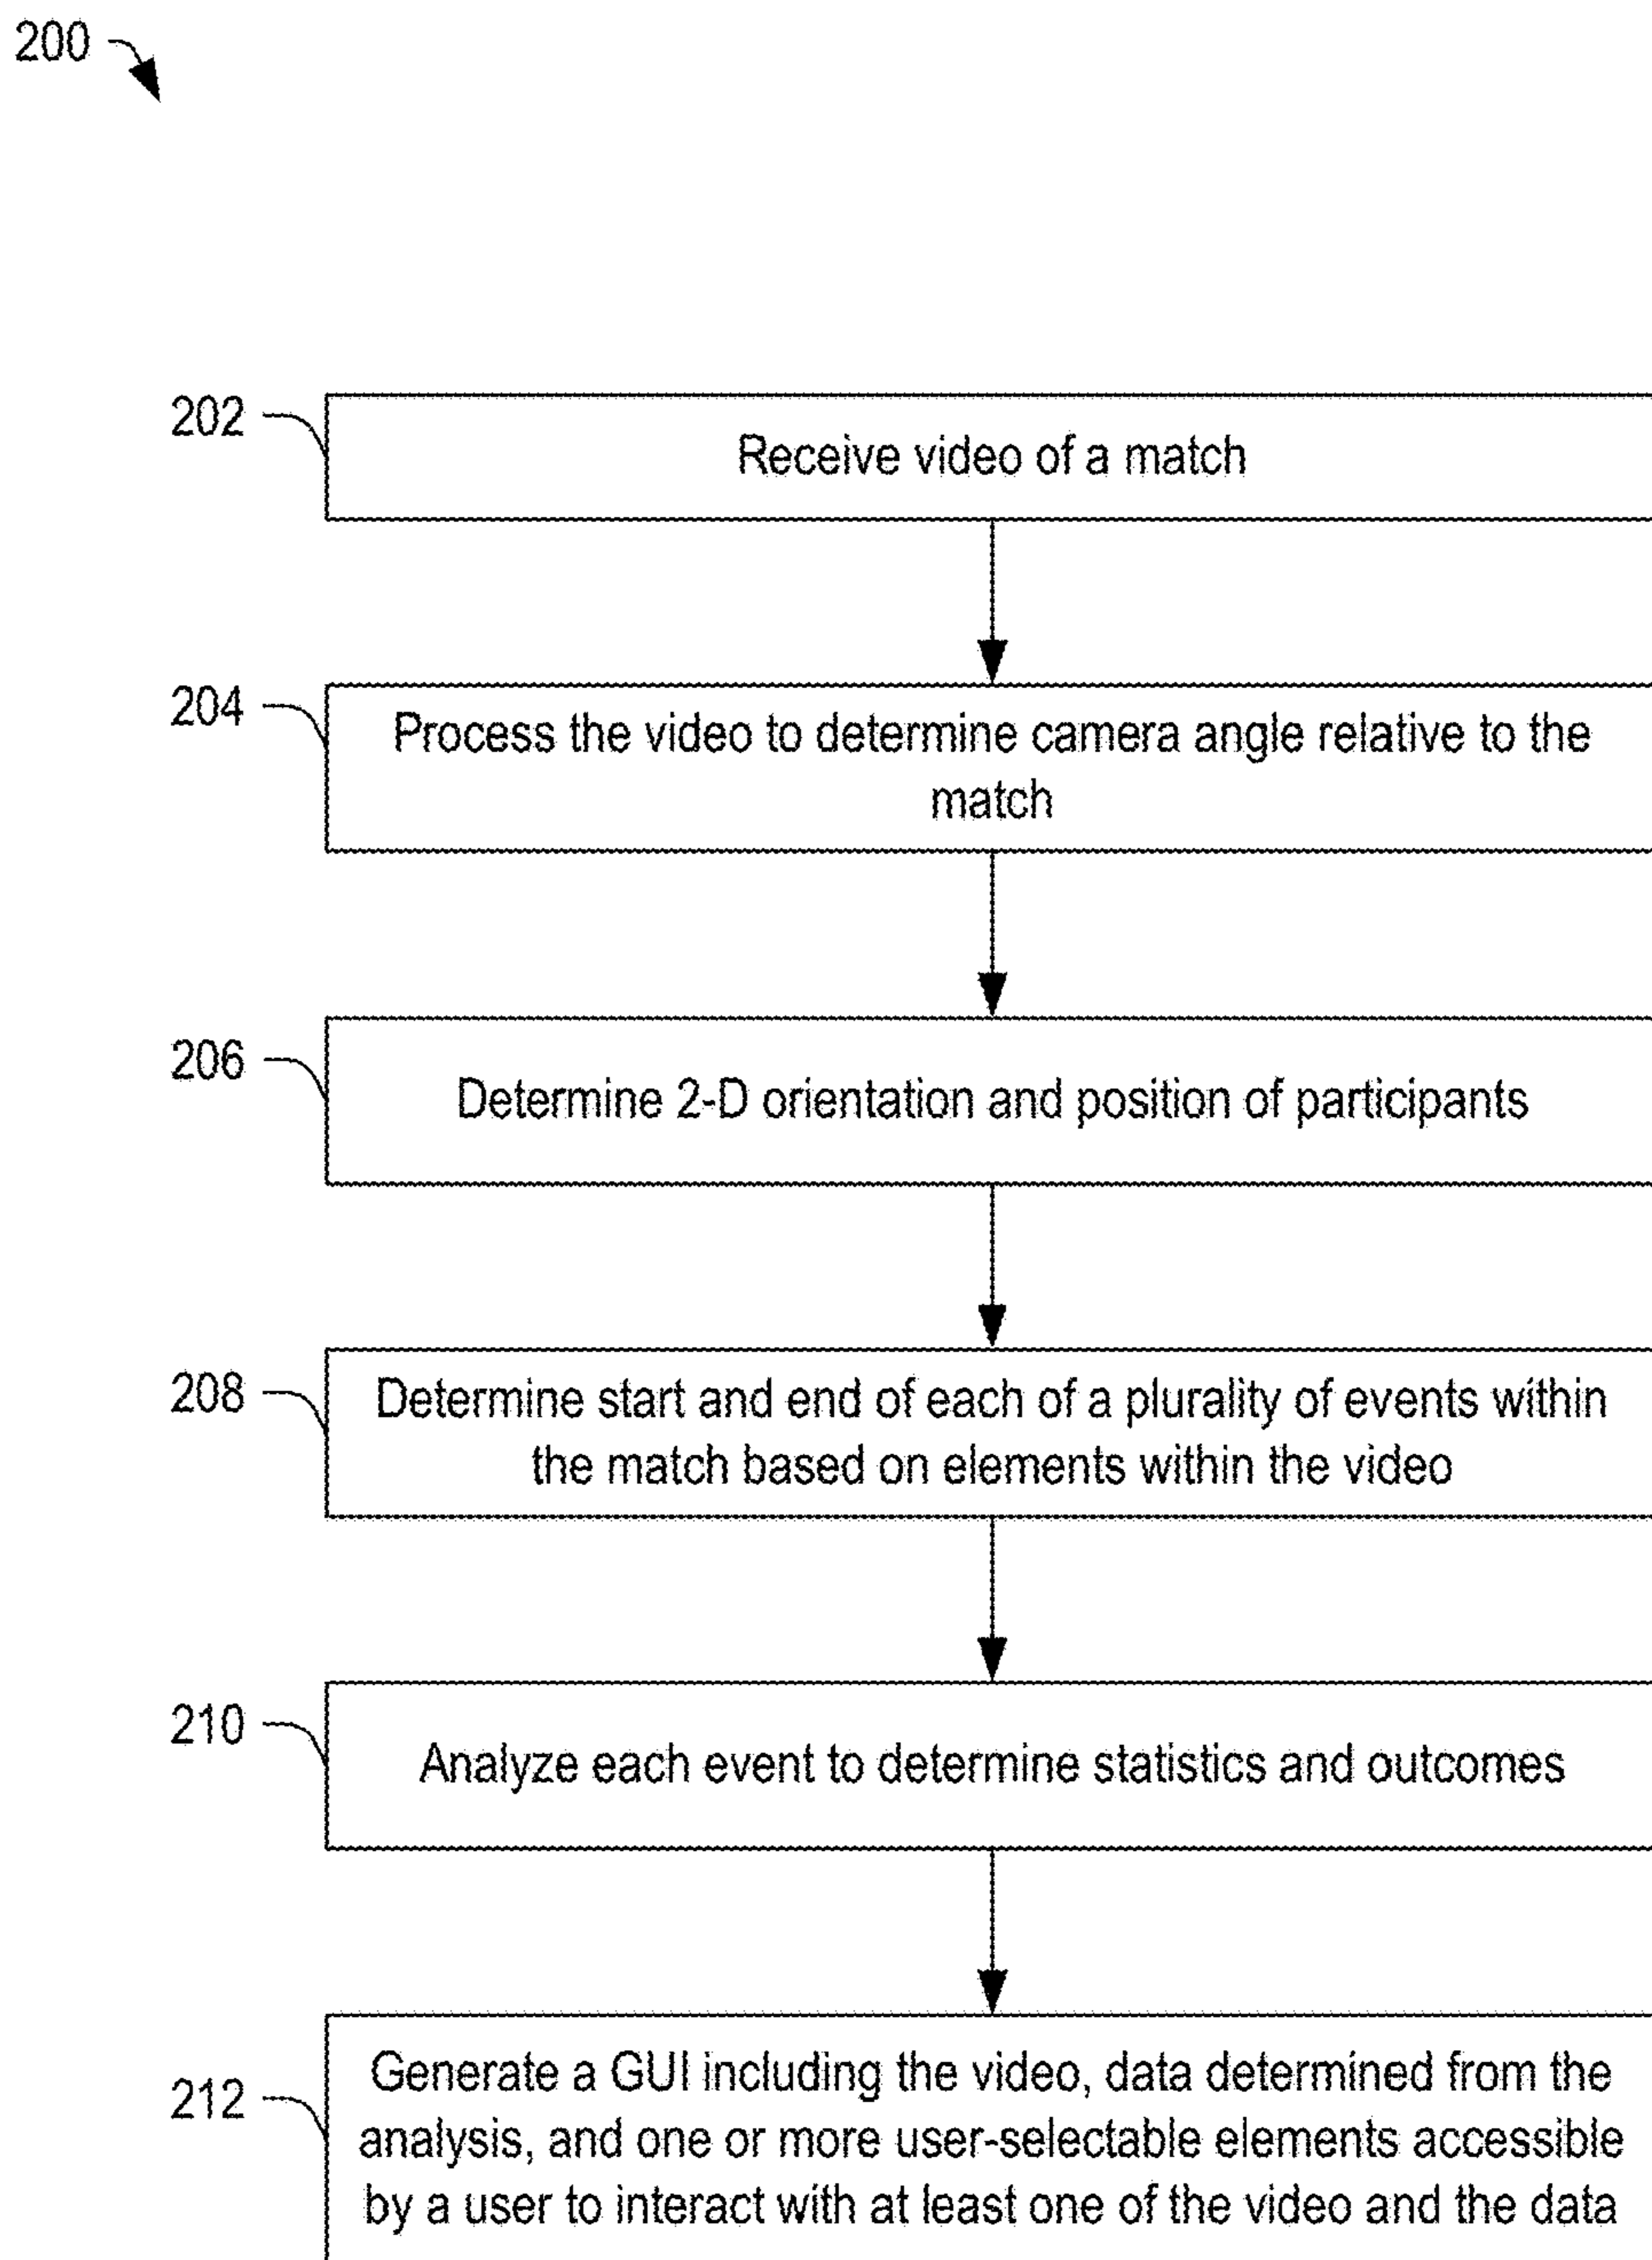 200
202
Receive video of a match
204
Process the video to determine camera angle relative to the
match
206
Determine 2-D orientation and position of participants
208
Determine start and end of each of a plurality of events within
the match based on elements within the video
210
Analyze each event to determine statistics and outcomes
212
Generate a GUI including the video, data determined from the
analysis, and one or more user-selectable elements accessible
by a user to interact with at least one of the video and the data